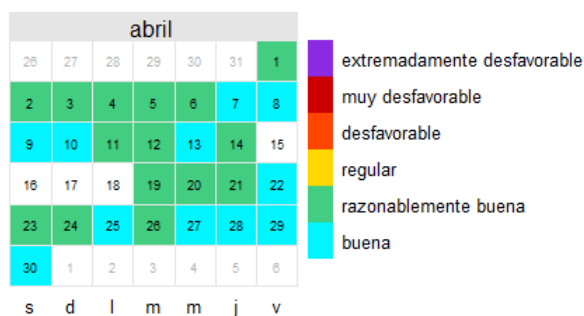 abril
26 27 28 29 30 31 1
2 3 4 5 6 7 8
9 10 11 12 13 14 15
16 17 18 19 20 21 22
23 24 25 26 27 28 29
30 1 2 3 4 5 6
s d l m m j v
extremadamente desfavorable
muy desfavorable
desfavorable
regular
razonablemente buena
buena